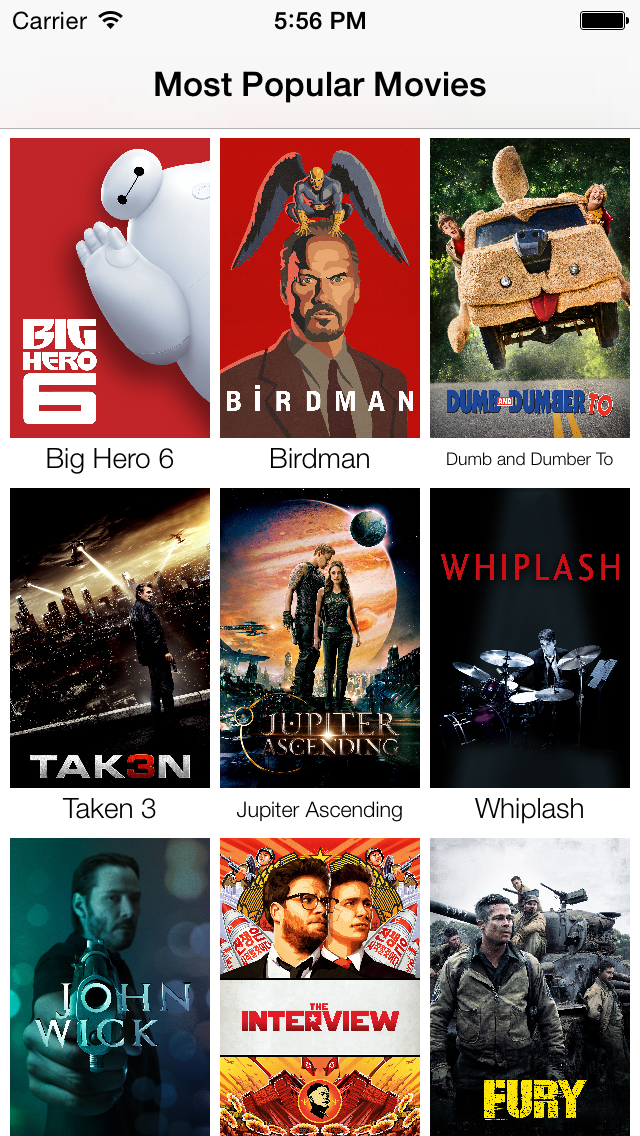 Carrier 5:56 PM
Most Popular Movies
BIG
HERO
6
BİRDMAN
DUMB AND DUMBER TO
Big Hero 6
Birdman
Dumb and Dumber To
TAK3N
JUPITER
ASCENDING
WHIPLASH
Taken 3
Jupiter Ascending
Whiplash
JOHN
WICK
THE
INTERVIEW
FURY